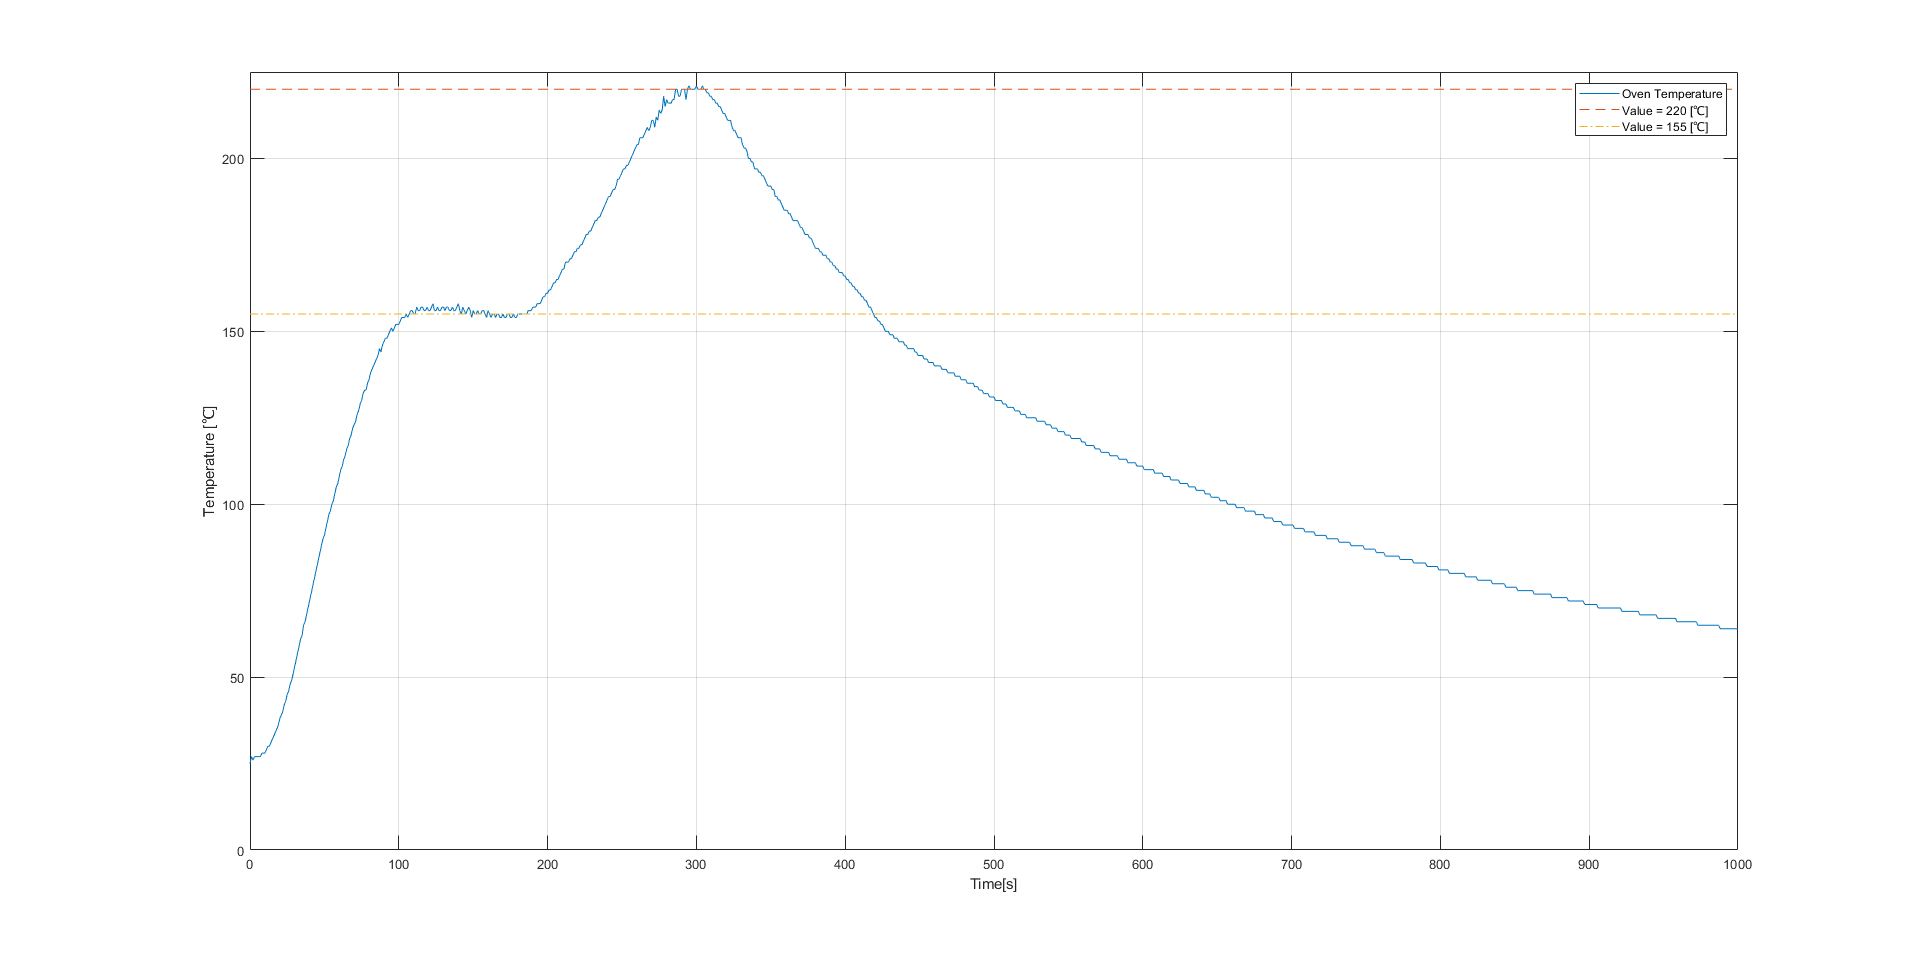 Oven Temperature
Value = 220 [℃]
Value = 155 [℃]
Temperature [℃]
200
150
100
50
0
0 100 200 300 400 500 600 700 800 900 1000
Time[s]